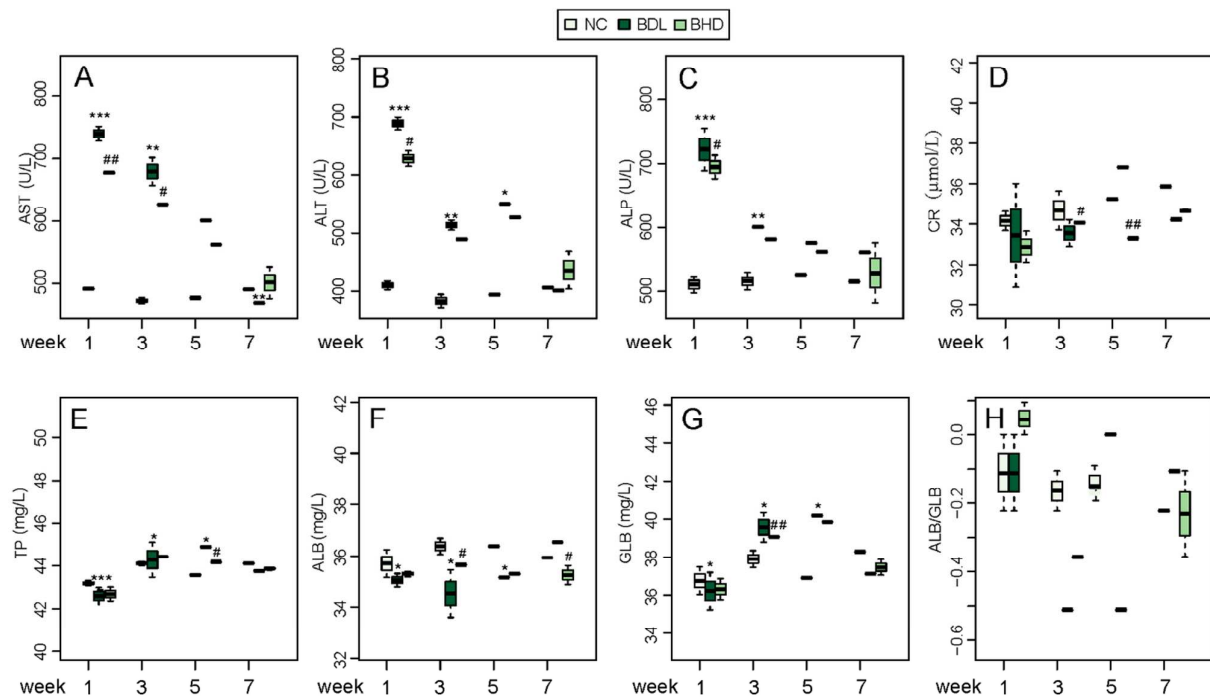 NC BDL BHD
A
AST (U/L)
800
700
600
500
***
##
**
#
**
week 1 3 5 7
B
ALT (U/L)
800
700
600
500
400
***
#
**
*
week 1 3 5 7
C
ALP (U/L)
800
700
600
500
***
#
**
week 1 3 5 7
D
CR (μmol/L)
42
40
38
36
34
32
30
#
##
week 1 3 5 7
E
TP (mg/L)
50
48
46
44
42
40
***
*
*
#
week 1 3 5 7
F
ALB (mg/L)
42
40
38
36
34
32
*
*
#
*
#
week 1 3 5 7
G
GLB (mg/L)
46
44
42
40
38
36
34
*
*
##
*
week 1 3 5 7
H
ALB/GLB
0.0
−0.2
−0.4
−0.6
week 1 3 5 7